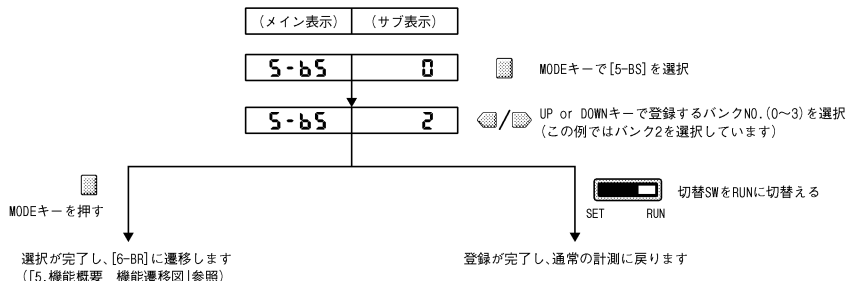 （メイン表示） （サブ表示）
5-bS 0
MODEキーで[5-BS]を選択
5-bS 2
UP or DOWNキーで登録するバンクNO.(0～3)を選択
（この例ではバンク2を選択しています）
MODEキーを押す
切替SWをRUNに切替える
SET RUN
選択が完了し、[6-BR]に遷移します
（「5.機能概要 機能遷移図」参照）
登録が完了し、通常の計測に戻ります